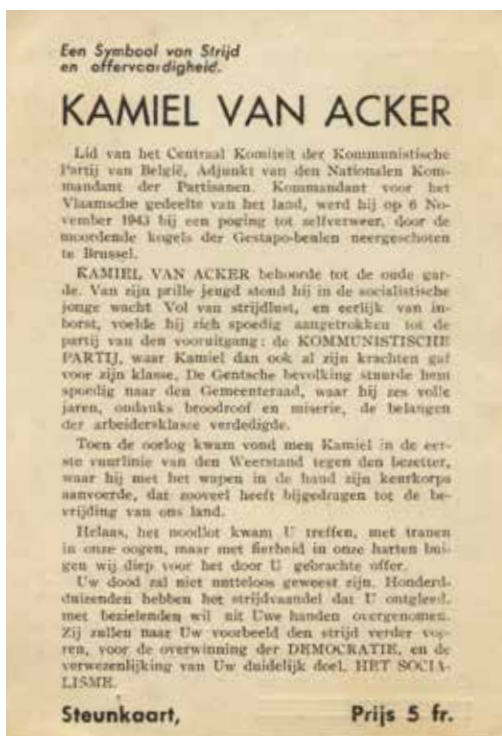 Een Symbool van Strijd
en offervaardigheid.
KAMIEL VAN ACKER
Lid van het Centraal Komiteit der Kommunistische
Partij van België, Adjunkt van den Nationalen Kom-
mandant der Partisanen. Kommandant voor het
Vlaamsche gedeelte van het land, werd hij op 6 No-
vember 1943 bij een poging tot zelfverweer, door de
moordende kogels der Gestapo-beulen neergeschoten
te Brussel.
KAMIEL VAN ACKER behoorde tot de oude gar-
de. Van zijn prille jeugd stond hij in de socialistische
jonge wacht Vol van strijdlust, en eerlijk van in-
borst, voelde hij zich spoedig aangetrokken tot de
partij van den vooruitgang : de KOMMUNISTISCHE
PARTIJ, waar Kamiel dan ook al zijn krachten gaf
voor zijn klasse. De Gentsche bevolking stuurde hem
spoedig naar den Gemeenteraad, waar hij zes volle
jaren, ondanks broodroof en miserie, de belangen
der arbeidersklasse verdedigde.
Toen de oorlog kwam vond men Kamiel in de eer-
ste vuurlinie van den Weerstand tegen den bezetter,
waar hij met het wapen in de hand zijn keurkorps
aanvoerde, dat zooveel heeft bijgedragen tot de be-
vrijding van ons land.
Helaas, het noodlot kwam U treffen, met tranen
in onze oogen, maar met fierheid in onze harten bui-
gen wij diep voor het door U gebrachte offer.
Uw dood zal niet nutteloos geweest zijn. Honderd-
duizenden hebben het strijdvaandel dat U ontgleed,
met bezielenden wil uit Uwe handen overgenomen.
Zij zullen naar Uw voorbeeld den strijd verder voe-
ren, voor de overwinning der DEMOCRATIE, en de
verwezenlijking van Uw duidelijk doel, HET SOCIA-
LISME.
Steunkaart, Prijs 5 fr.